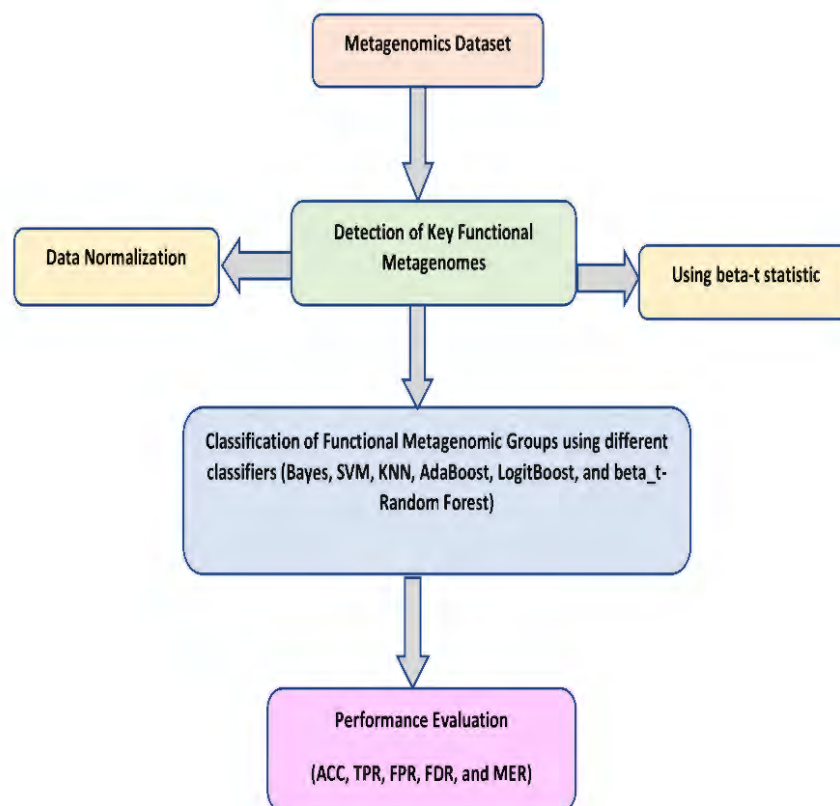 Metagenomics Dataset
Detection of Key Functional
Metagenomes
Data Normalization
Using beta-t statistic
Classification of Functional Metagenomic Groups using different
classifiers (Bayes, SVM, KNN, AdaBoost, LogitBoost, and beta_t-
Random Forest)
Performance Evaluation
(ACC, TPR, FPR, FDR, and MER)